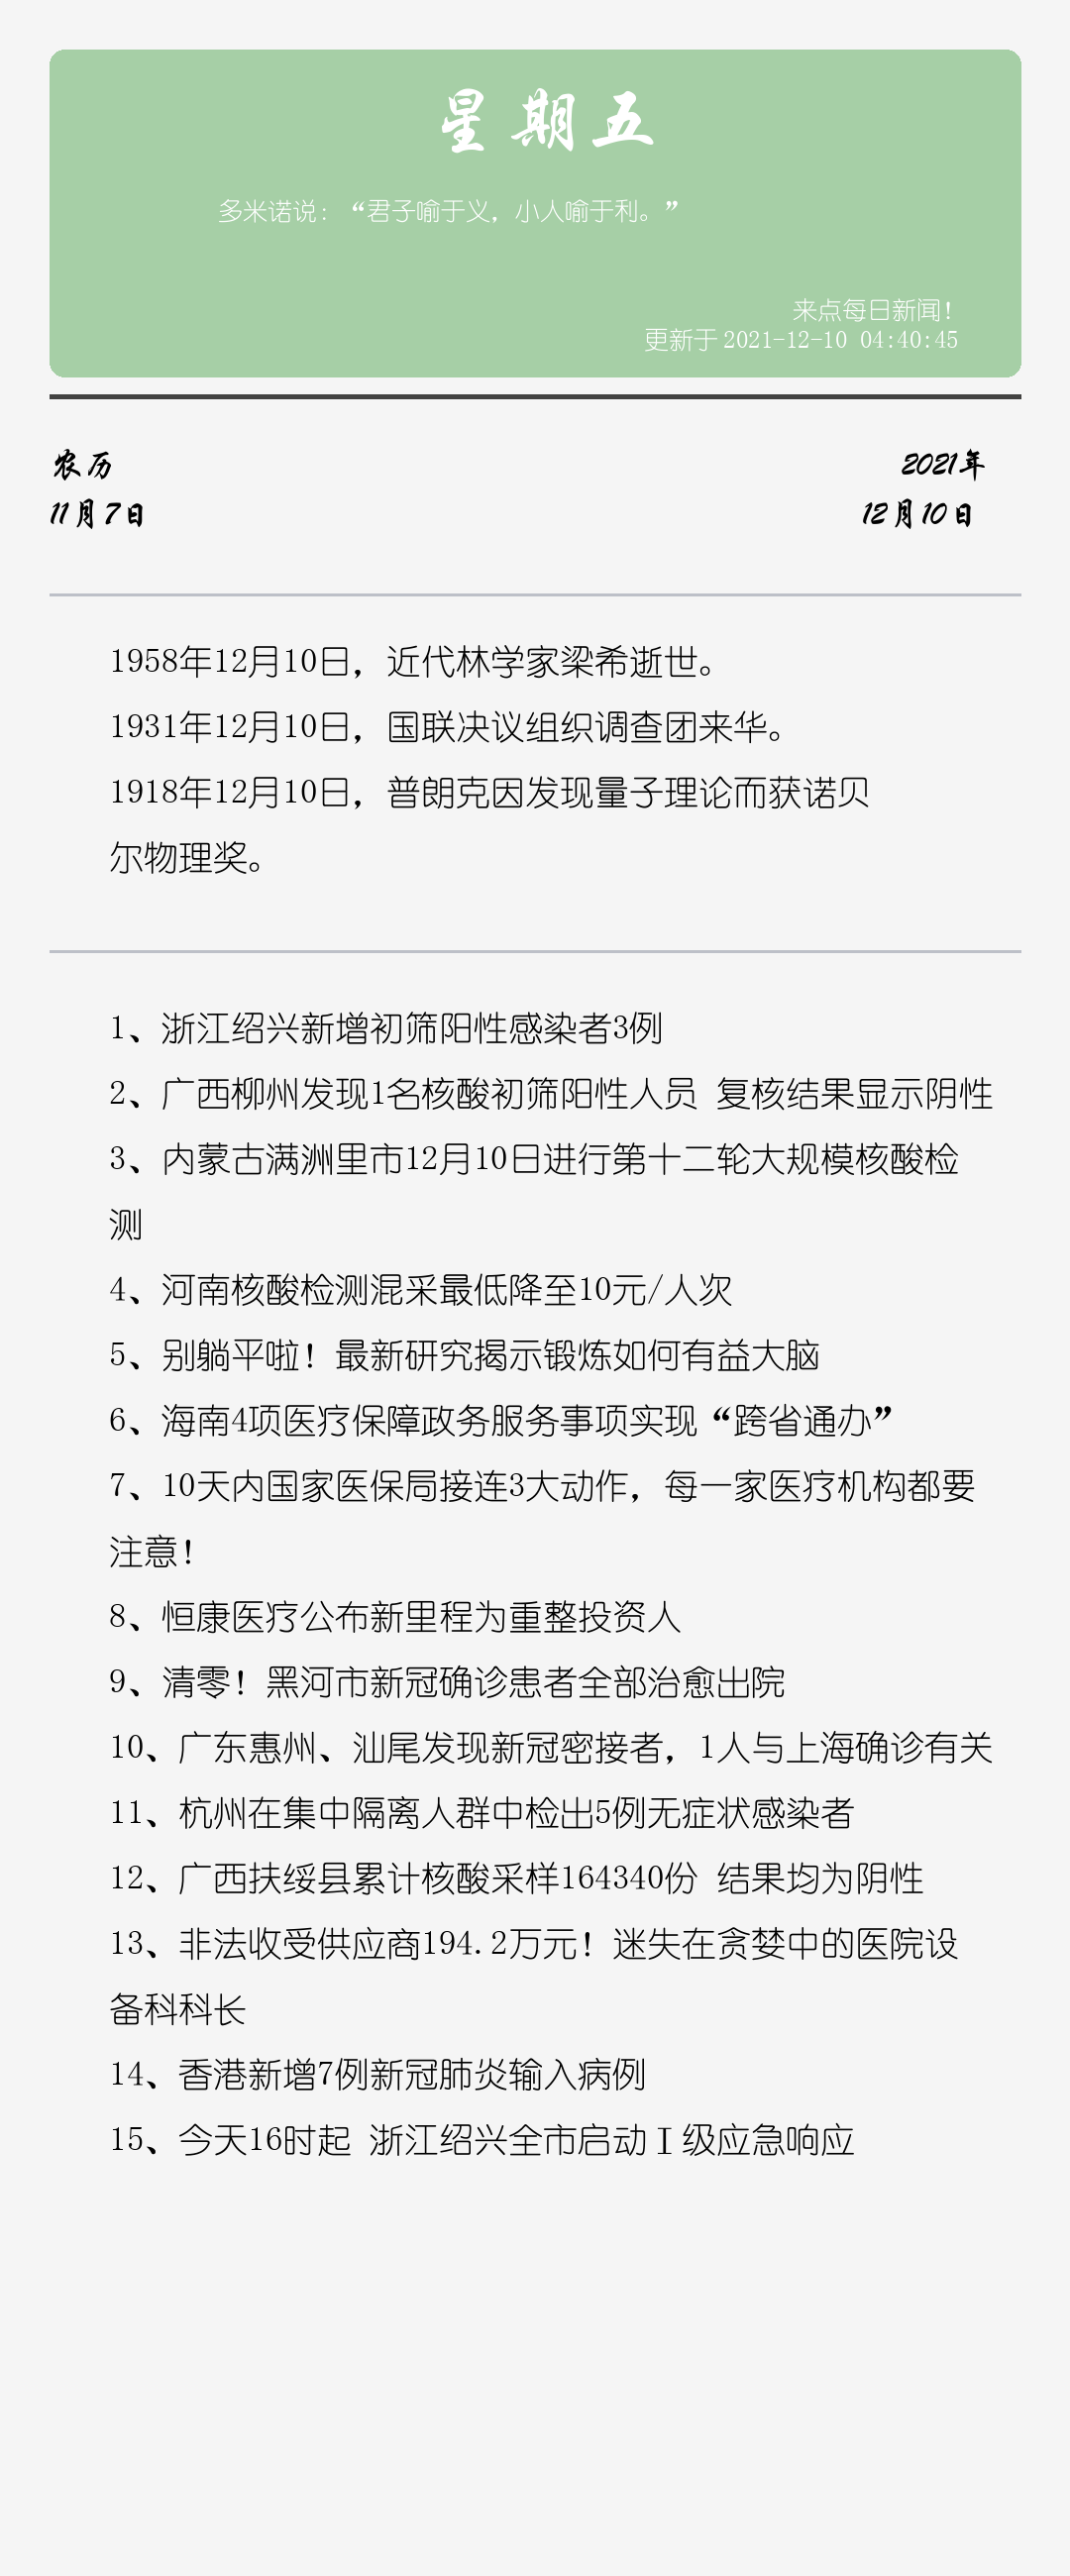 星期五
多米诺说：“君子喻于义，小人喻于利。”
来点每日新闻！
更新于2021-12-10 04:40:45
农历
2021年
11月7日
12月10日
1958年12月10日，近代林学家梁希逝世。
1931年12月10日，国联决议组织调查团来华。
1918年12月10日，普朗克因发现量子理论而获诺贝
尔物理奖。
1、浙江绍兴新增初筛阳性感染者3例
2、广西柳州发现1名核酸初筛阳性人员 复核结果显示阴性
3、内蒙古满洲里市12月10日进行第十二轮大规模核酸检
测
4、河南核酸检测混采最低降至10元/人次
5、别躺平啦！最新研究揭示锻炼如何有益大脑
6、海南4项医疗保障政务服务事项实现“跨省通办”
7、10天内国家医保局接连3大动作，每一家医疗机构都要
注意！
8、恒康医疗公布新里程为重整投资人
9、清零！黑河市新冠确诊患者全部治愈出院
10、广东惠州、汕尾发现新冠密接者，1人与上海确诊有关
11、杭州在集中隔离人群中检出5例无症状感染者
12、广西扶绥县累计核酸采样164340份 结果均为阴性
13、非法收受供应商194.2万元！迷失在贪婪中的医院设
备科科长
14、香港新增7例新冠肺炎输入病例
15、今天16时起 浙江绍兴全市启动Ⅰ级应急响应